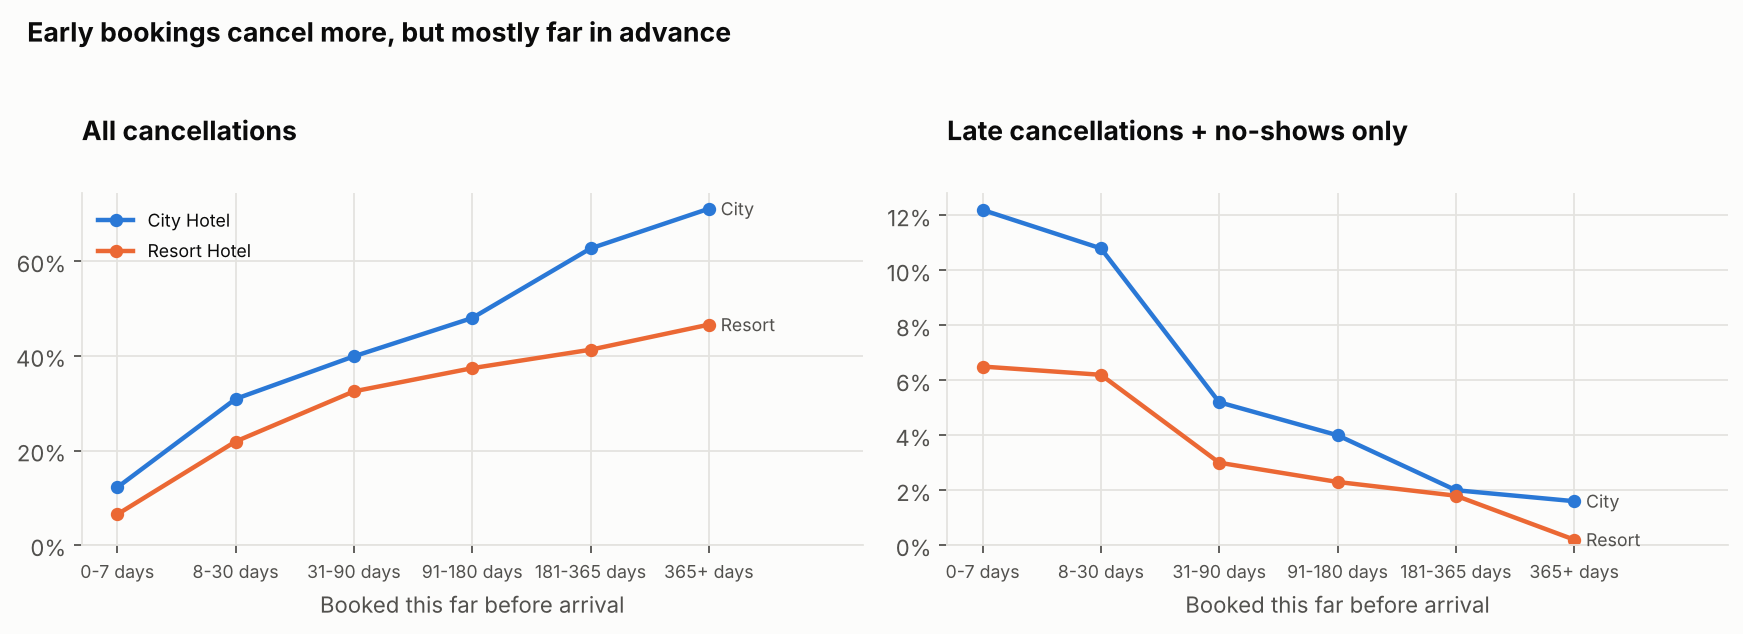 Early bookings cancel more, but mostly far in advance
All cancellations
City Hotel
Resort Hotel
60%
40%
20%
0%
City
Resort
0-7 days
8-30 days
31-90 days
91-180 days
181-365 days
365+ days
Booked this far before arrival
Late cancellations + no-shows only
12%
10%
8%
6%
4%
2%
0%
City
Resort
0-7 days
8-30 days
31-90 days
91-180 days
181-365 days
365+ days
Booked this far before arrival